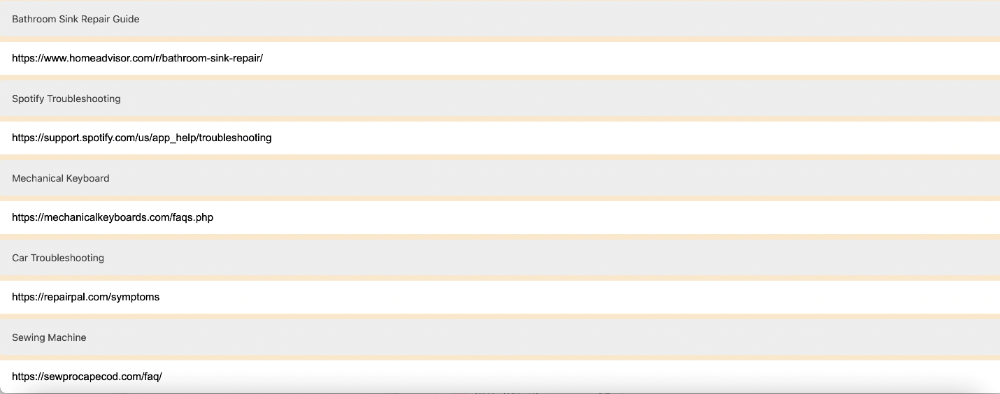 Bathroom Sink Repair Guide
https://www.homeadvisor.com/r/bathroom-sink-repair/
Spotify Troubleshooting
https://support.spotify.com/us/app_help/troubleshooting
Mechanical Keyboard
https://mechanicalkeyboards.com/faqs.php
Car Troubleshooting
https://repairpal.com/symptoms
Sewing Machine
https://sewprocapecod.com/faq/